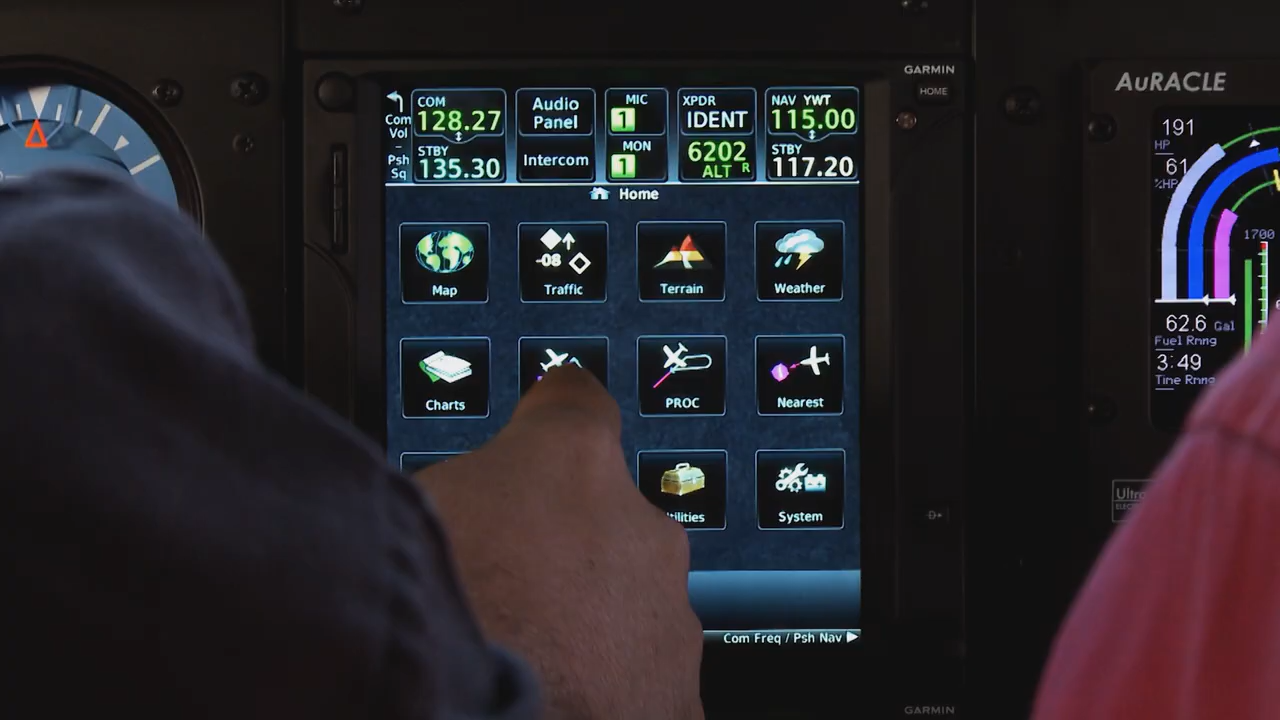 GARMIN
HOME
COM
128.27
STBY
135.30
Com
Vol
Psh
Sq
Audio
Panel
Intercom
MIC
1
MON
1
XPDR
IDENT
6202
ALT R
NAV YWT
115.00
STBY
117.20
Home
Map
Traffic
-08
Terrain
Weather
Charts
PROC
Nearest
System
Com Freq / Psh Nav
GARMIN
AuRACLE
191
HP
61
%HP
1700
62.6 Gal
Fuel Rmng
3:49
Time Rmng